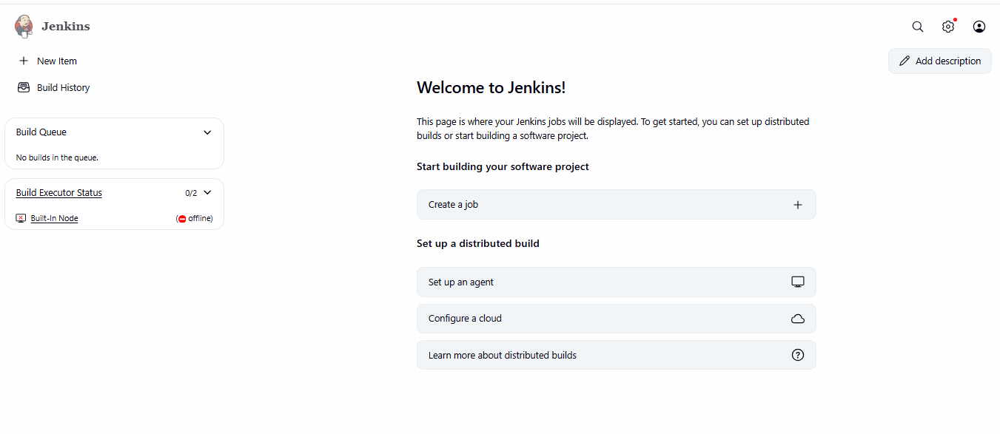 Jenkins
New Item
Add description
Build History
Build Queue
No builds in the queue.
Build Executor Status 0/2
Built-In Node (offline)
Welcome to Jenkins!
This page is where your Jenkins jobs will be displayed. To get started, you can set up distributed
builds or start building a software project.
Start building your software project
Create a job
Set up a distributed build
Set up an agent
Configure a cloud
Learn more about distributed builds